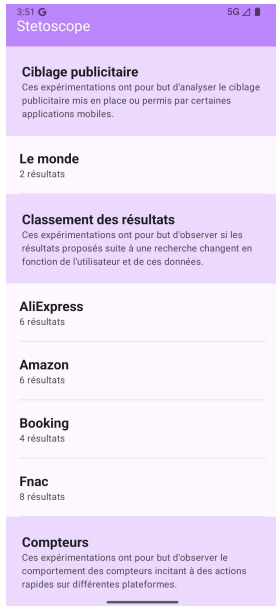 3:51 G 5G
Stetoscope
Ciblage publicitaire
Ces expérimentations ont pour but d'analyser le ciblage
publicitaire mis en place ou permis par certaines
applications mobiles.
Le monde
2 résultats
Classement des résultats
Ces expérimentations ont pour but d'observer si les
résultats proposés suite à une recherche changent en
fonction de l'utilisateur et de ces données.
AliExpress
6 résultats
Amazon
6 résultats
Booking
4 résultats
Fnac
8 résultats
Compteurs
Ces expérimentations ont pour but d'observer le
comportement des compteurs incitant à des actions
rapides sur différentes plateformes.